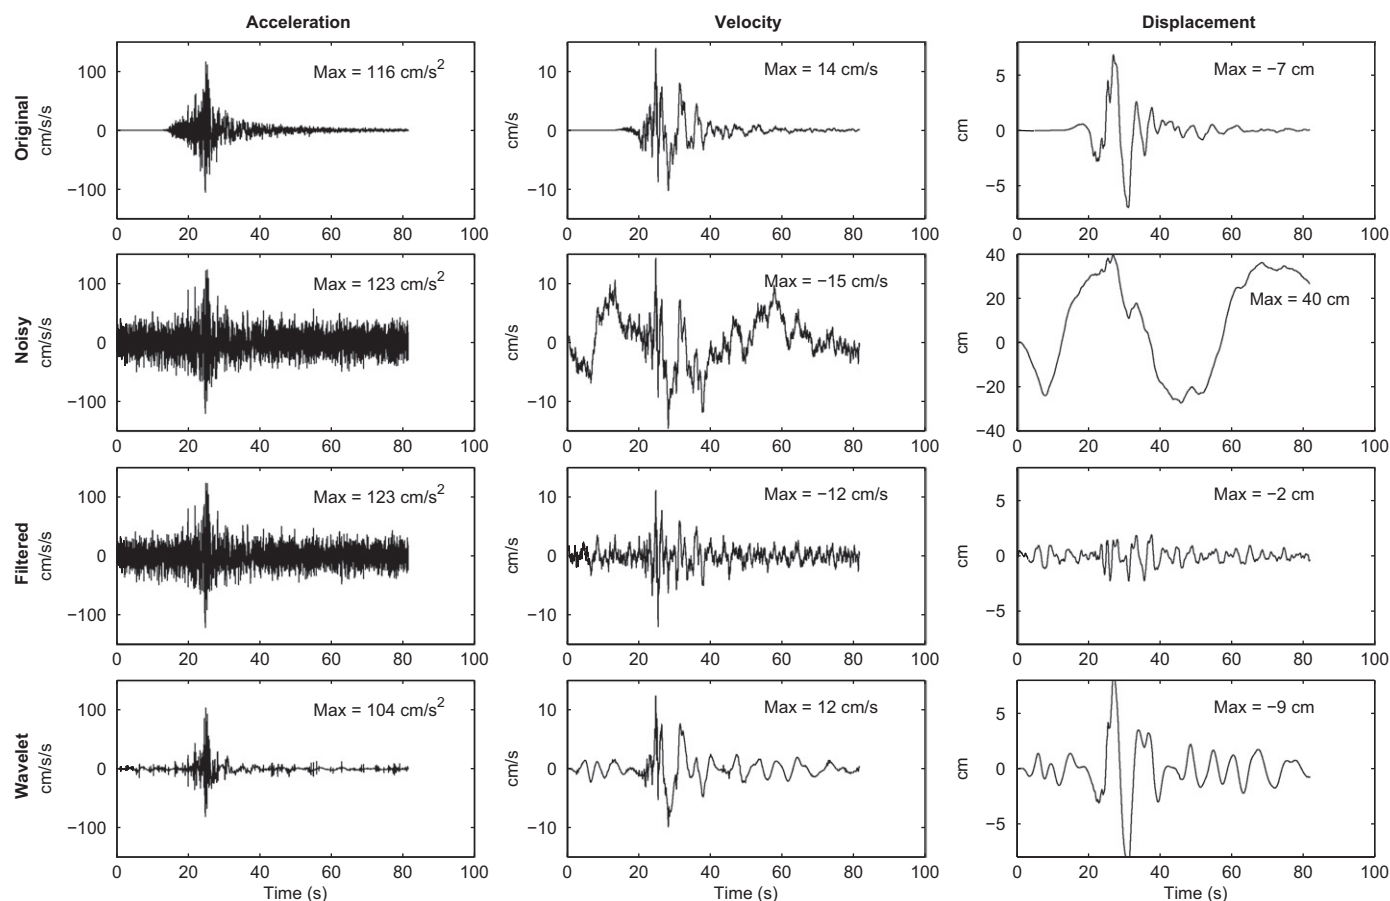 Acceleration Velocity Displacement
Original
cm/s/s
100
0
−100
Max = 116 cm/s2
0 20 40 60 80 100
cm/s
10
0
−10
Max = 14 cm/s
0 20 40 60 80 100
cm
5
0
−5
Max = −7 cm
0 20 40 60 80 100
Noisy
cm/s/s
100
0
−100
Max = 123 cm/s2
0 20 40 60 80 100
cm/s
10
0
−10
Max = −15 cm/s
0 20 40 60 80 100
cm
40
20
0
−20
−40
Max = 40 cm
0 20 40 60 80 100
Filtered
cm/s/s
100
0
−100
Max = 123 cm/s2
0 20 40 60 80 100
cm/s
10
0
−10
Max = −12 cm/s
0 20 40 60 80 100
cm
5
0
−5
Max = −2 cm
0 20 40 60 80 100
Wavelet
cm/s/s
100
0
−100
Max = 104 cm/s2
0 20 40 60 80 100
Time (s)
cm/s
10
0
−10
Max = 12 cm/s
0 20 40 60 80 100
Time (s)
cm
5
0
−5
Max = −9 cm
0 20 40 60 80 100
Time (s)